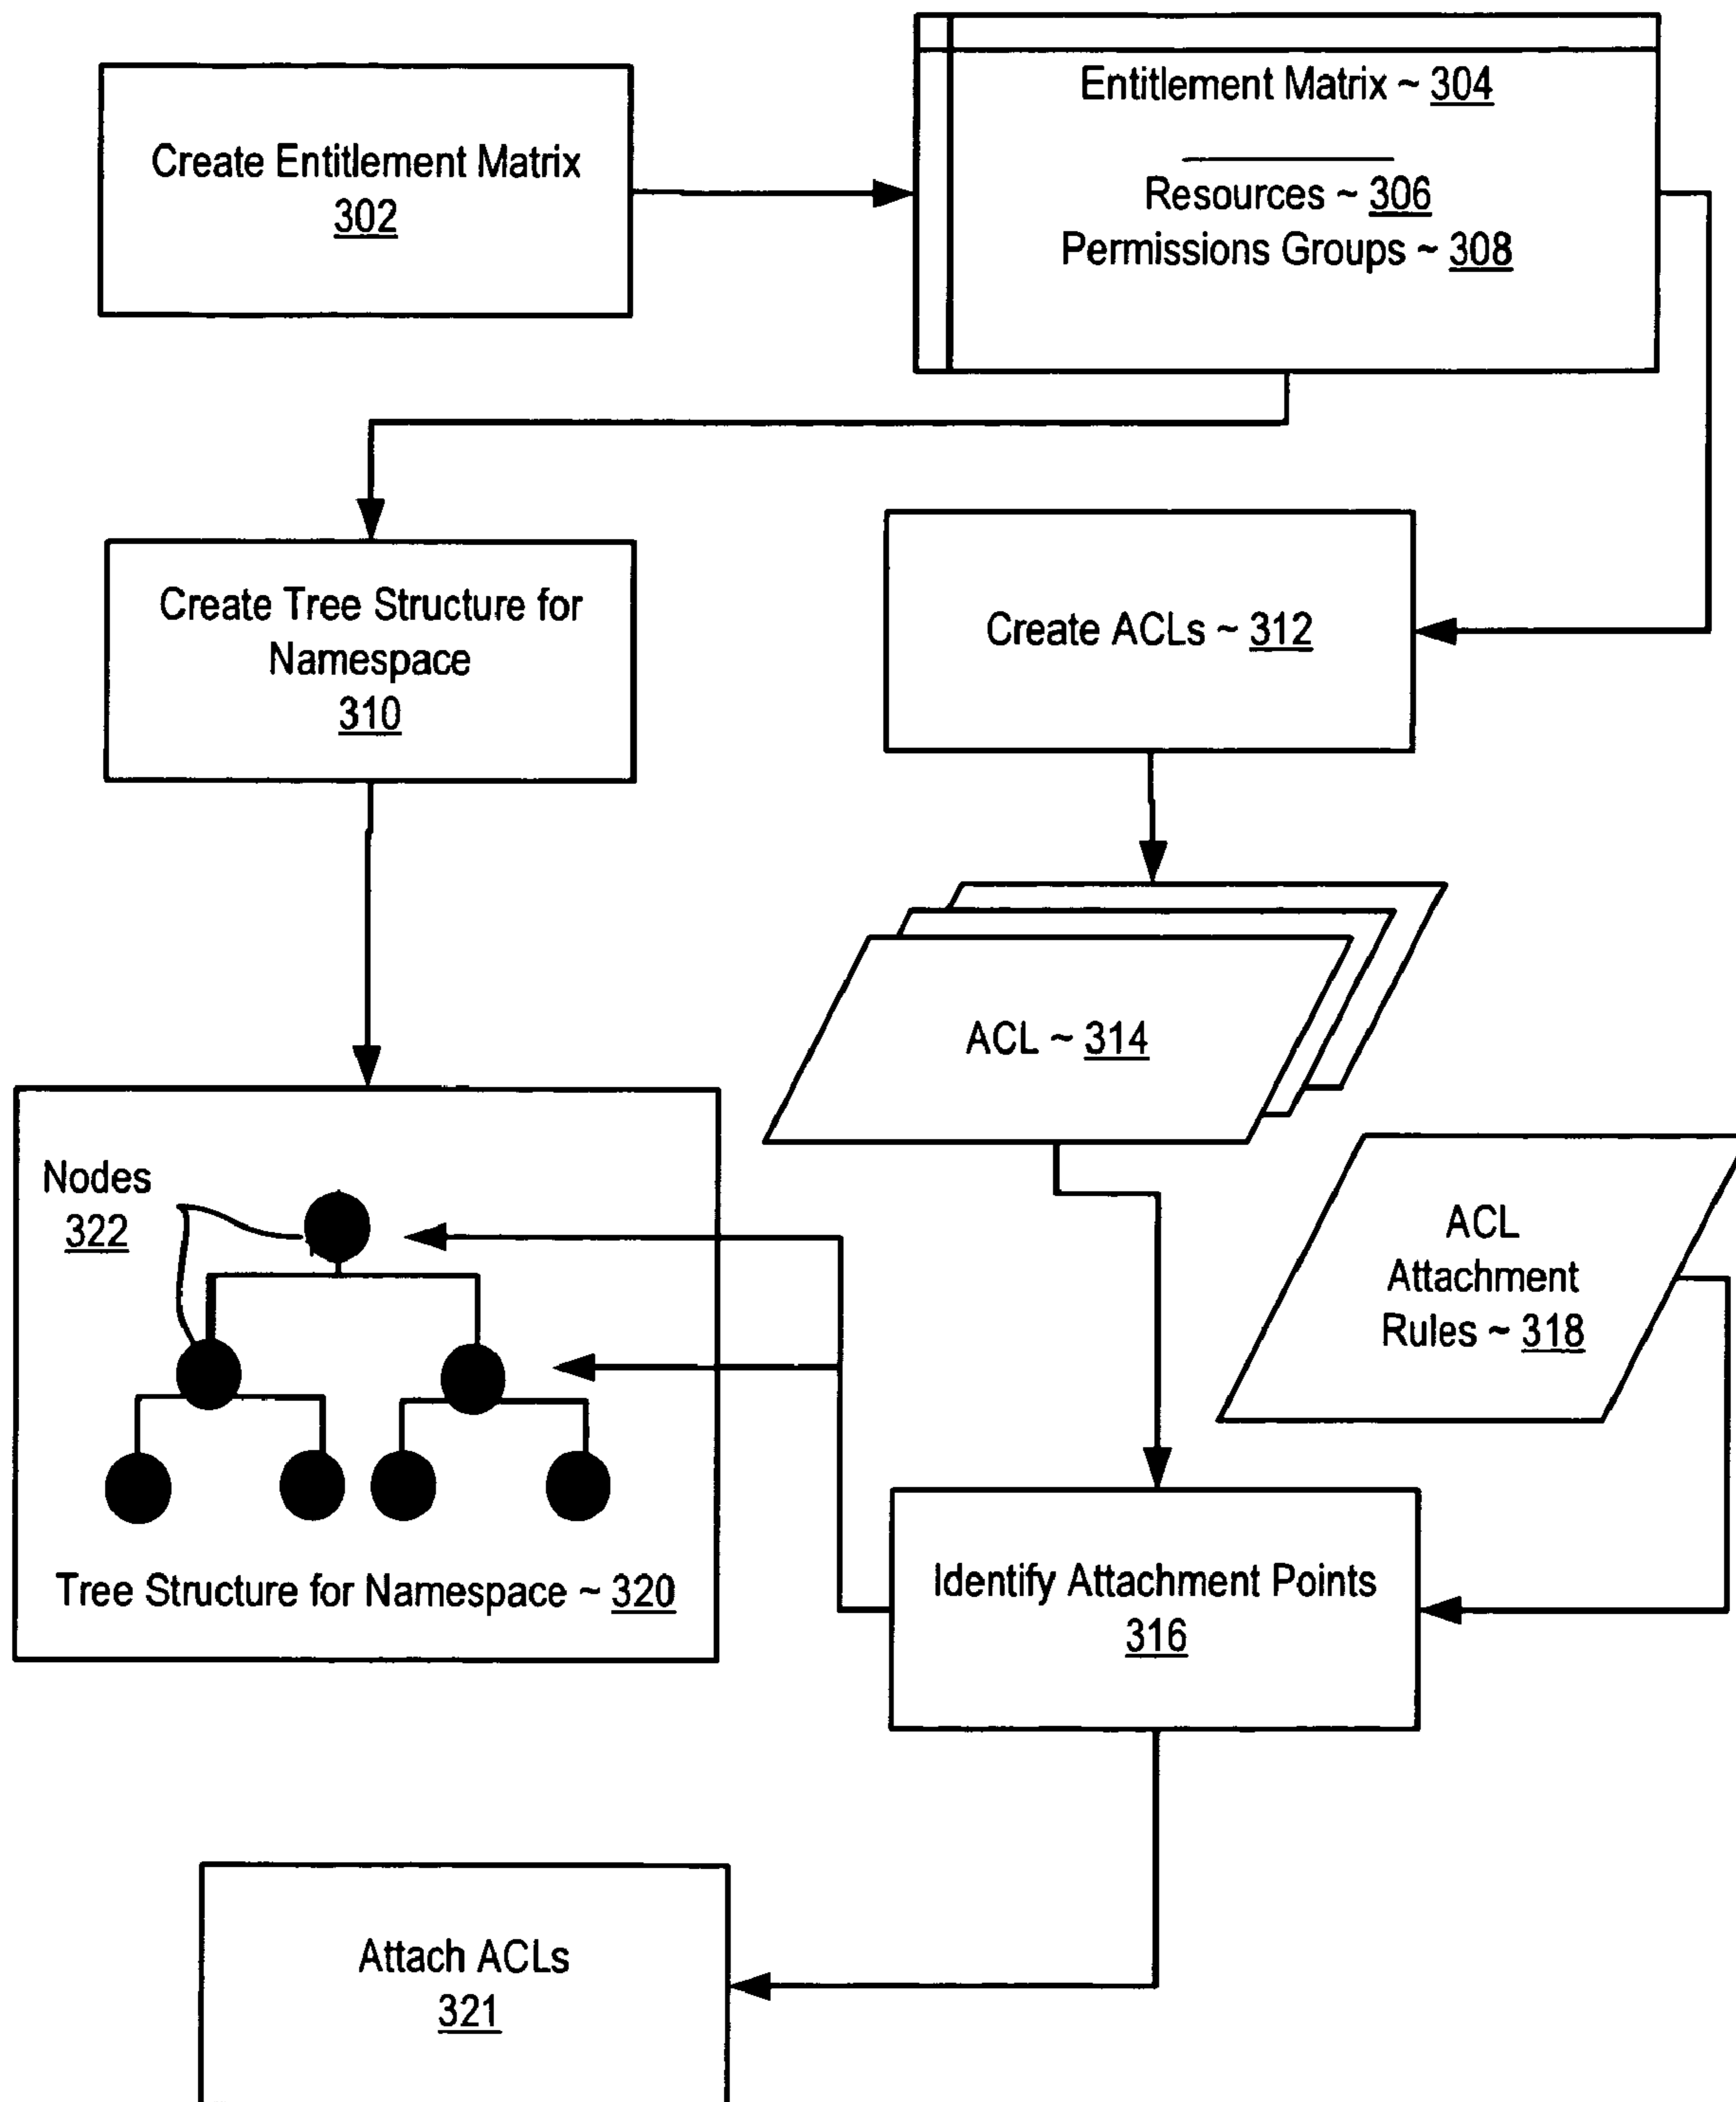 Create Entitlement Matrix
302
Entitlement Matrix ~ 304
Resources ~ 306
Permissions Groups ~ 308
Create Tree Structure for
Namespace
310
Create ACLs ~ 312
ACL ~ 314
Nodes
322
ACL
Attachment
Rules ~ 318
Tree Structure for Namespace ~ 320
Identify Attachment Points
316
Attach ACLs
321